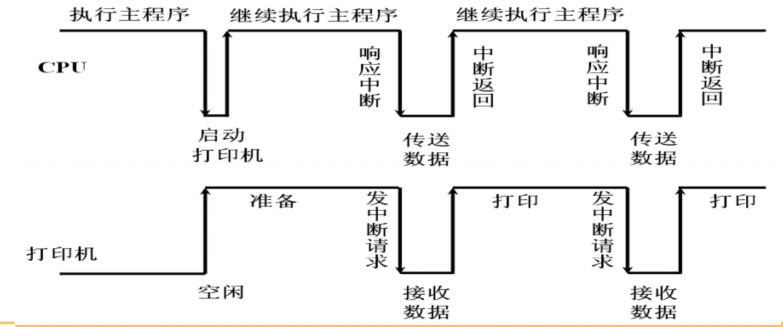 执行主程序 继续执行主程序 继续执行主程序
CPU
响应中断
中断返回
响应中断
中断返回
启动
打印机
传送
数据
传送
数据
打印机
准备
发中断请求
打印
发中断请求
打印
空闲
接收
数据
接收
数据